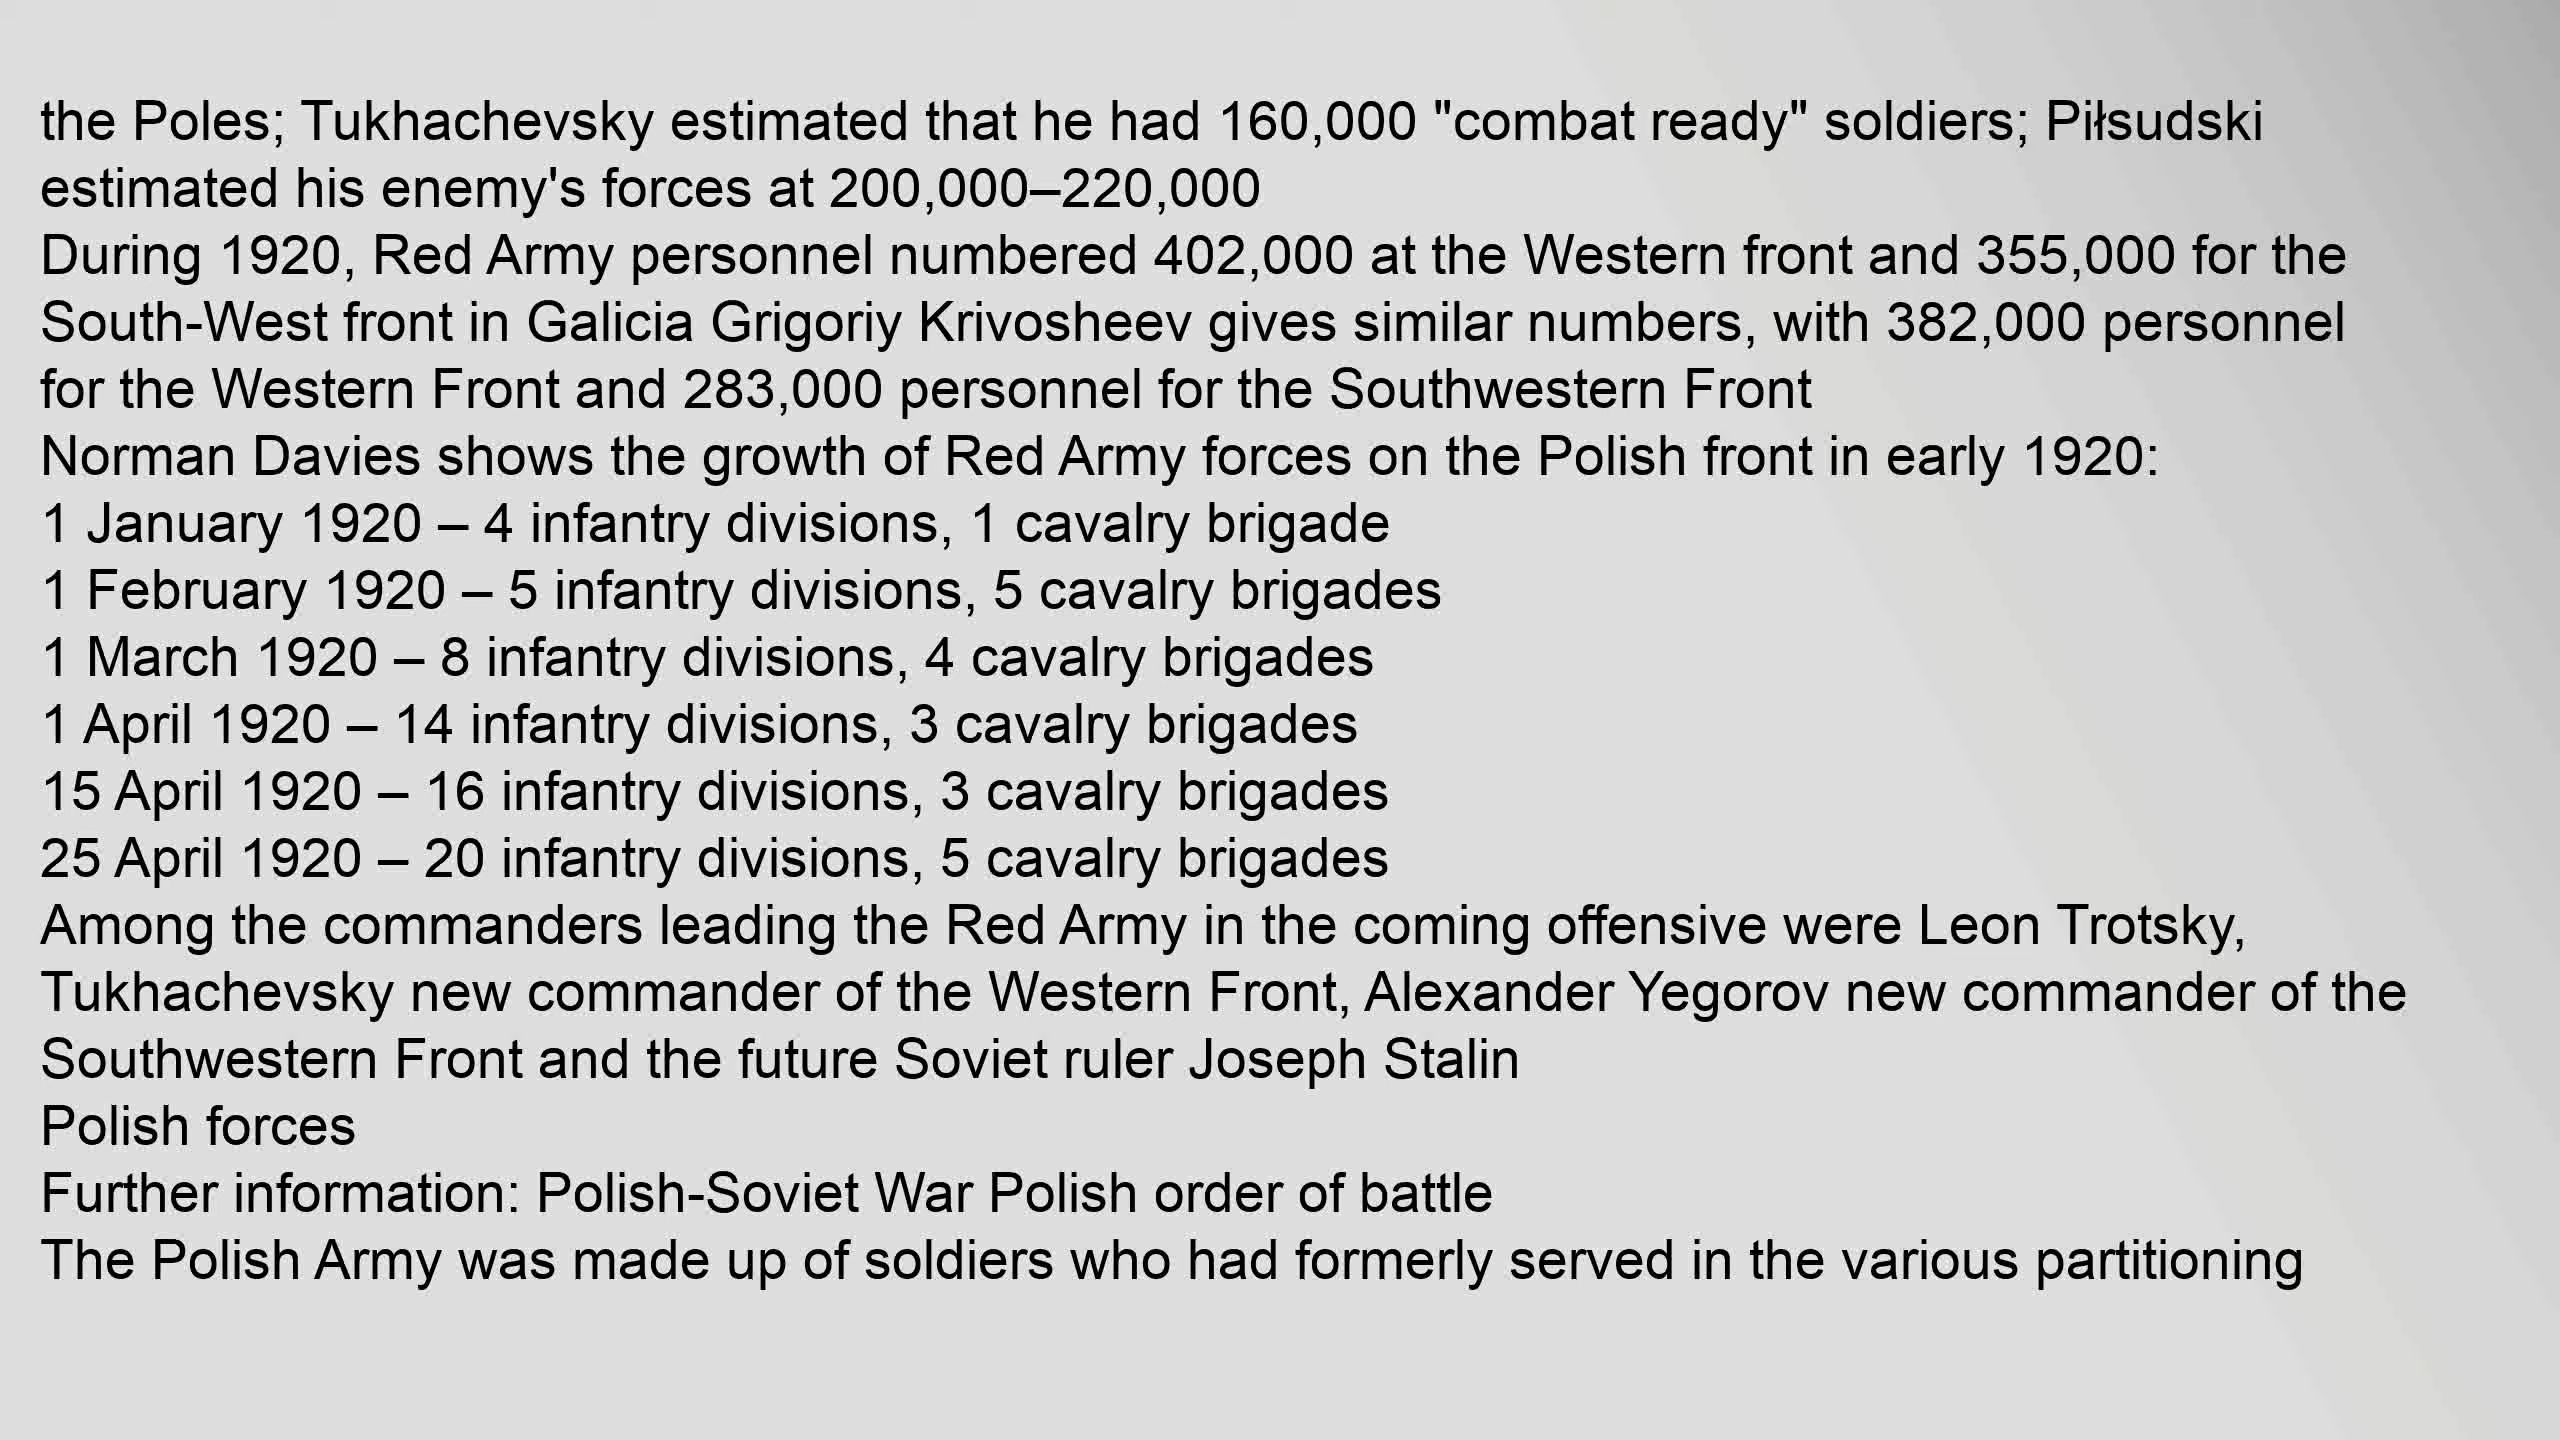 the Poles; Tukhachevsky estimated that he had 160,000 "combat ready" soldiers; Piłsudski
estimated his enemy's forces at 200,000–220,000
During 1920, Red Army personnel numbered 402,000 at the Western front and 355,000 for the
South-West front in Galicia Grigoriy Krivosheev gives similar numbers, with 382,000 personnel
for the Western Front and 283,000 personnel for the Southwestern Front
Norman Davies shows the growth of Red Army forces on the Polish front in early 1920:
1 January 1920 – 4 infantry divisions, 1 cavalry brigade
1 February 1920 – 5 infantry divisions, 5 cavalry brigades
1 March 1920 – 8 infantry divisions, 4 cavalry brigades
1 April 1920 – 14 infantry divisions, 3 cavalry brigades
15 April 1920 – 16 infantry divisions, 3 cavalry brigades
25 April 1920 – 20 infantry divisions, 5 cavalry brigades
Among the commanders leading the Red Army in the coming offensive were Leon Trotsky,
Tukhachevsky new commander of the Western Front, Alexander Yegorov new commander of the
Southwestern Front and the future Soviet ruler Joseph Stalin
Polish forces
Further information: Polish-Soviet War Polish order of battle
The Polish Army was made up of soldiers who had formerly served in the various partitioning